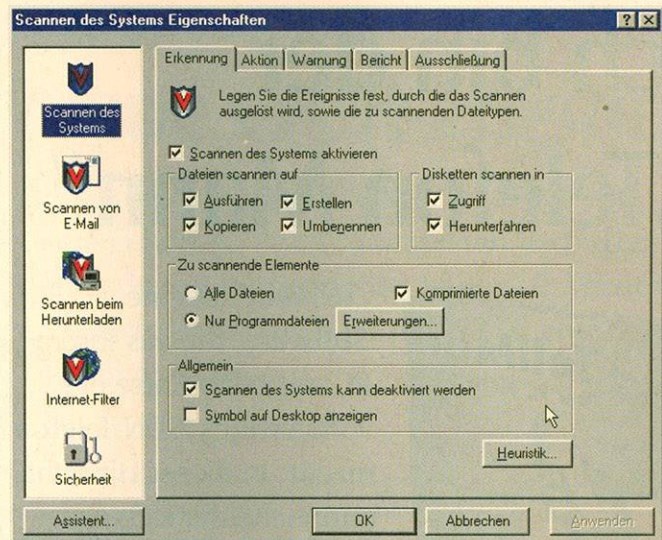 Scannen des Systems Eigenschaften
Scannen des Systems
Scannen von E-Mail
Scannen beim Herunterladen
Internet-Filter
Sicherheit
Erkennung
Aktion
Warnung
Bericht
Ausschließung
Legen Sie die Ereignisse fest, durch die das Scannen
ausgelöst wird, sowie die zu scannenden Dateitypen.
Scannen des Systems aktivieren
Dateien scannen auf
Ausführen
Erstellen
Kopieren
Umbenennen
Disketten scannen in
Zugriff
Herunterfahren
Zu scannende Elemente
Alle Dateien
Komprimierte Dateien
Nur Programmdateien
Erweiterungen...
Allgemein
Scannen des Systems kann deaktiviert werden
Symbol auf Desktop anzeigen
Heuristik...
Assistent...
OK
Abbrechen
Anwenden